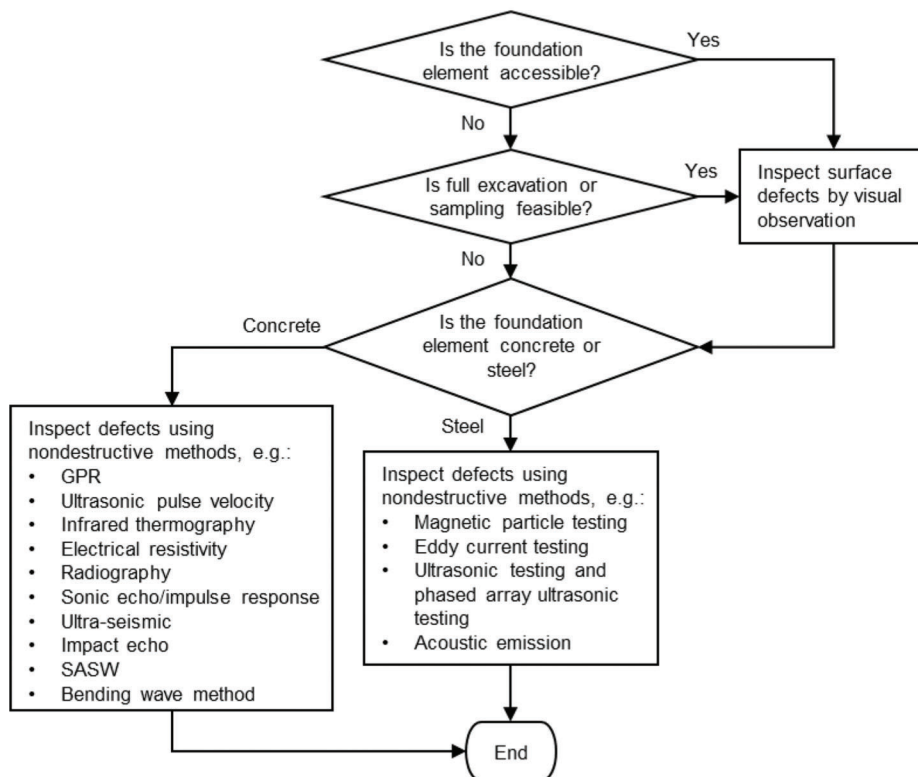 Is the foundation
element accessible?
Yes
No
Is full excavation or
sampling feasible?
Yes
Inspect surface
defects by visual
observation
No
Is the foundation
element concrete or
steel?
Concrete
Steel
Inspect defects using
nondestructive methods, e.g.:
• GPR
• Ultrasonic pulse velocity
• Infrared thermography
• Electrical resistivity
• Radiography
• Sonic echo/impulse response
• Ultra-seismic
• Impact echo
• SASW
• Bending wave method
Inspect defects using
nondestructive methods, e.g.:
• Magnetic particle testing
• Eddy current testing
• Ultrasonic testing and
phased array ultrasonic
testing
• Acoustic emission
End